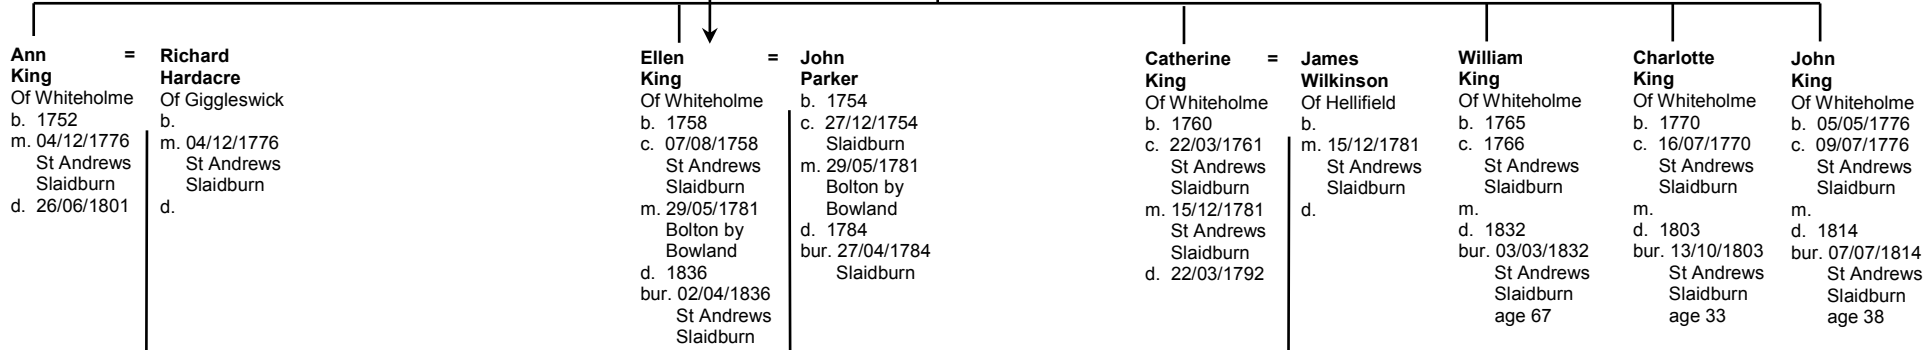 Ann =
King
Of Whiteholme
b. 1752
m. 04/12/1776
St Andrews
Slaidburn
d. 26/06/1801
Richard
Hardacre
Of Giggleswick
b.
m. 04/12/1776
St Andrews
Slaidburn
d.
Ellen =
King
Of Whiteholme
b. 1758
c. 07/08/1758
St Andrews
Slaidburn
m. 29/05/1781
Bolton by
Bowland
d. 1836
bur. 02/04/1836
St Andrews
Slaidburn
John
Parker
b. 1754
c. 27/12/1754
Slaidburn
m. 29/05/1781
Bolton by
Bowland
d. 1784
bur. 27/04/1784
Slaidburn
Catherine =
King
Of Whiteholme
b. 1760
c. 22/03/1761
St Andrews
Slaidburn
m. 15/12/1781
St Andrews
Slaidburn
d. 22/03/1792
James
Wilkinson
Of Hellifield
b.
m. 15/12/1781
St Andrews
Slaidburn
d.
William
King
Of Whiteholme
b. 1765
c. 1766
St Andrews
Slaidburn
m.
d. 1832
bur. 03/03/1832
St Andrews
Slaidburn
age 67
Charlotte
King
Of Whiteholme
b. 1770
c. 16/07/1770
St Andrews
Slaidburn
m.
d. 1803
bur. 13/10/1803
St Andrews
Slaidburn
age 33
John
King
Of Whiteholme
b. 05/05/1776
c. 09/07/1776
St Andrews
Slaidburn
m.
d. 1814
bur. 07/07/1814
St Andrews
Slaidburn
age 38